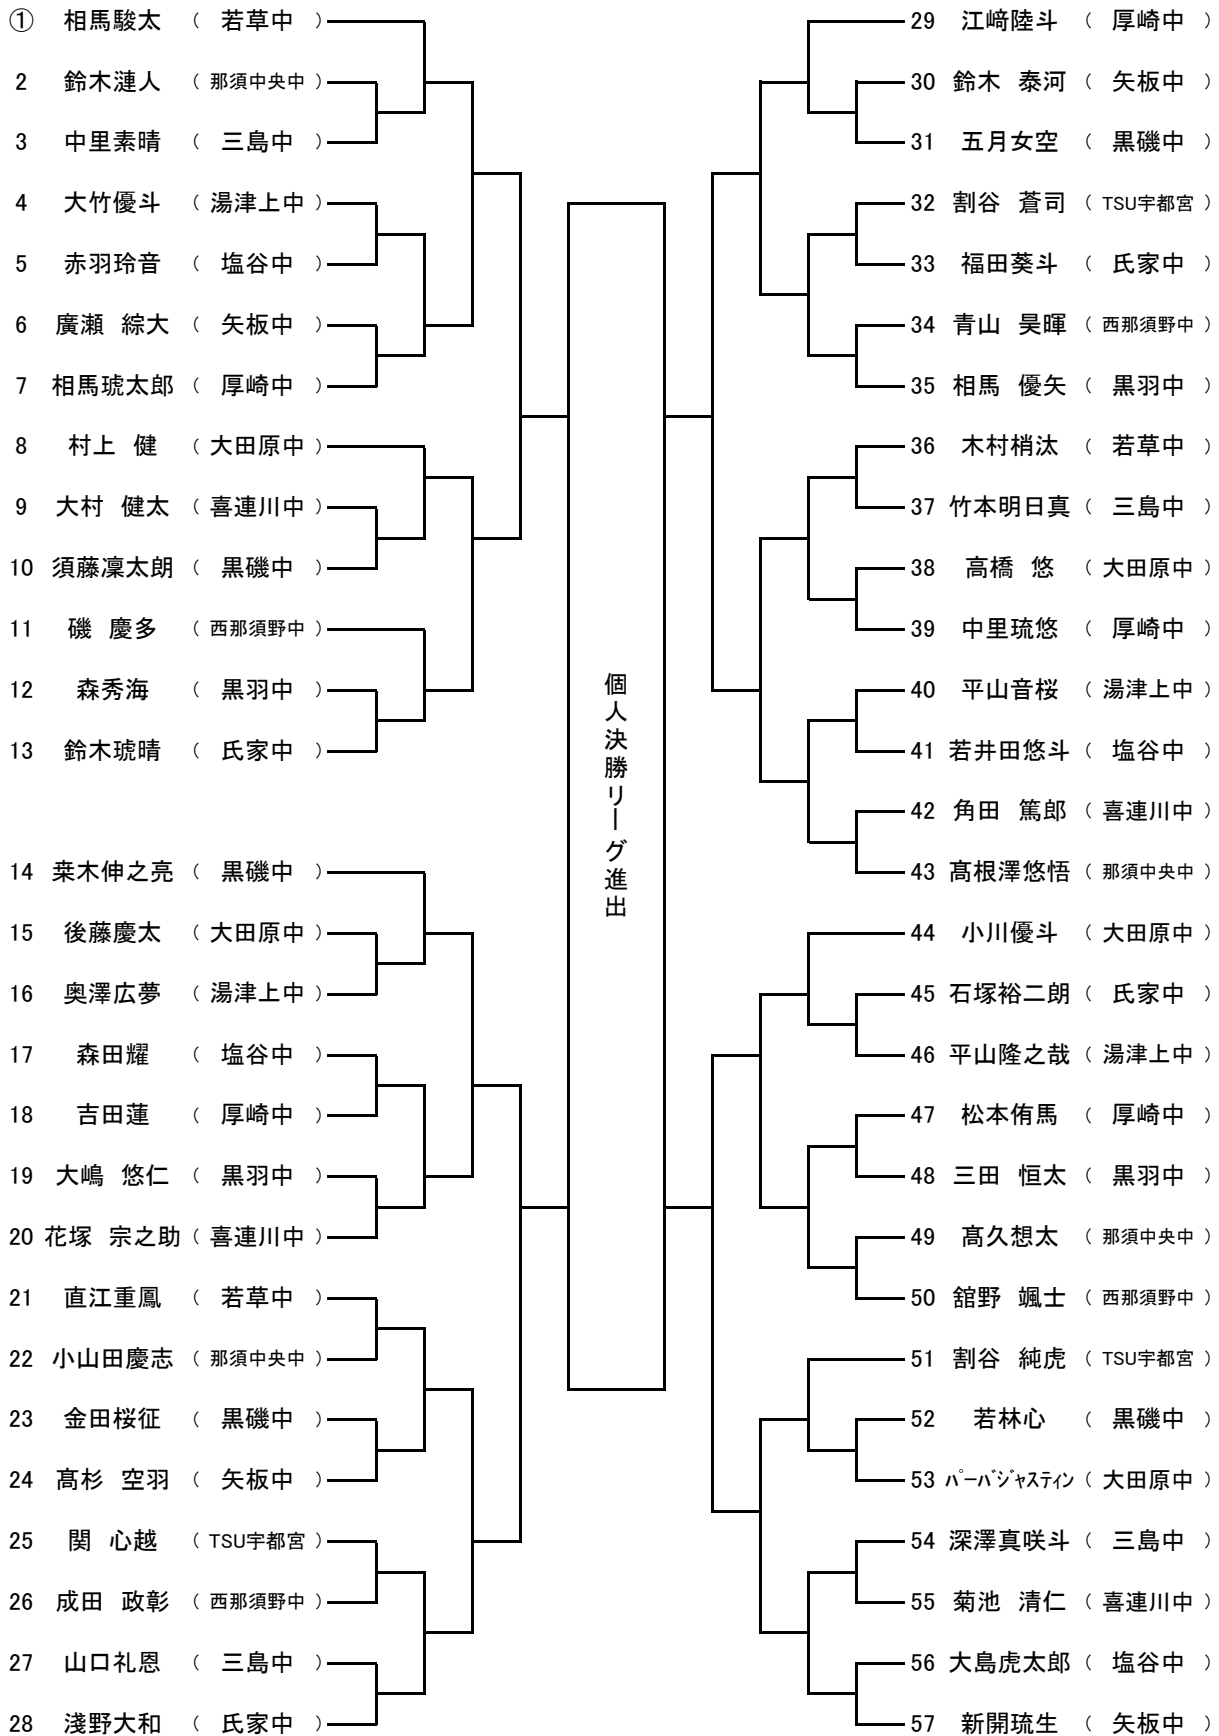 ① 相馬駿太 ( 若草中 )
2 鈴木漣人 ( 那須中央中 )
3 中里素晴 ( 三島中 )
4 大竹優斗 ( 湯津上中 )
5 赤羽玲音 ( 塩谷中 )
6 廣瀬 綜大 ( 矢板中 )
7 相馬琥太郎 ( 厚崎中 )
8 村上 健 ( 大田原中 )
9 大村 健太 ( 喜連川中 )
10 須藤凜太朗 ( 黒磯中 )
11 磯 慶多 ( 西那須野中 )
12 森秀海 ( 黒羽中 )
13 鈴木琥晴 ( 氏家中 )
14 桒木伸之亮 ( 黒磯中 )
15 後藤慶太 ( 大田原中 )
16 奥澤広夢 ( 湯津上中 )
17 森田耀 ( 塩谷中 )
18 吉田蓮 ( 厚崎中 )
19 大嶋 悠仁 ( 黒羽中 )
20 花塚 宗之助 ( 喜連川中 )
21 直江重鳳 ( 若草中 )
22 小山田慶志 ( 那須中央中 )
23 金田桜征 ( 黒磯中 )
24 髙杉 空羽 ( 矢板中 )
25 関 心越 ( TSU宇都宮 )
26 成田 政彰 ( 西那須野中 )
27 山口礼恩 ( 三島中 )
28 淺野大和 ( 氏家中 )
個人決勝リーグ進出
29 江﨑陸斗 ( 厚崎中 )
30 鈴木 泰河 ( 矢板中 )
31 五月女空 ( 黒磯中 )
32 割谷 蒼司 ( TSU宇都宮 )
33 福田葵斗 ( 氏家中 )
34 青山 昊暉 ( 西那須野中 )
35 相馬 優矢 ( 黒羽中 )
36 木村梢汰 ( 若草中 )
37 竹本明日真 ( 三島中 )
38 高橋 悠 ( 大田原中 )
39 中里琉悠 ( 厚崎中 )
40 平山音桜 ( 湯津上中 )
41 若井田悠斗 ( 塩谷中 )
42 角田 篤郎 ( 喜連川中 )
43 髙根澤悠悟 ( 那須中央中 )
44 小川優斗 ( 大田原中 )
45 石塚裕二朗 ( 氏家中 )
46 平山隆之哉 ( 湯津上中 )
47 松本侑馬 ( 厚崎中 )
48 三田 恒太 ( 黒羽中 )
49 髙久想太 ( 那須中央中 )
50 舘野 颯士 ( 西那須野中 )
51 割谷 純虎 ( TSU宇都宮 )
52 若林心 ( 黒磯中 )
53 ﾊﾟｰﾊﾞｼﾞｬｽﾃｨﾝ ( 大田原中 )
54 深澤真咲斗 ( 三島中 )
55 菊池 清仁 ( 喜連川中 )
56 大島虎太郎 ( 塩谷中 )
57 新開琉生 ( 矢板中 )